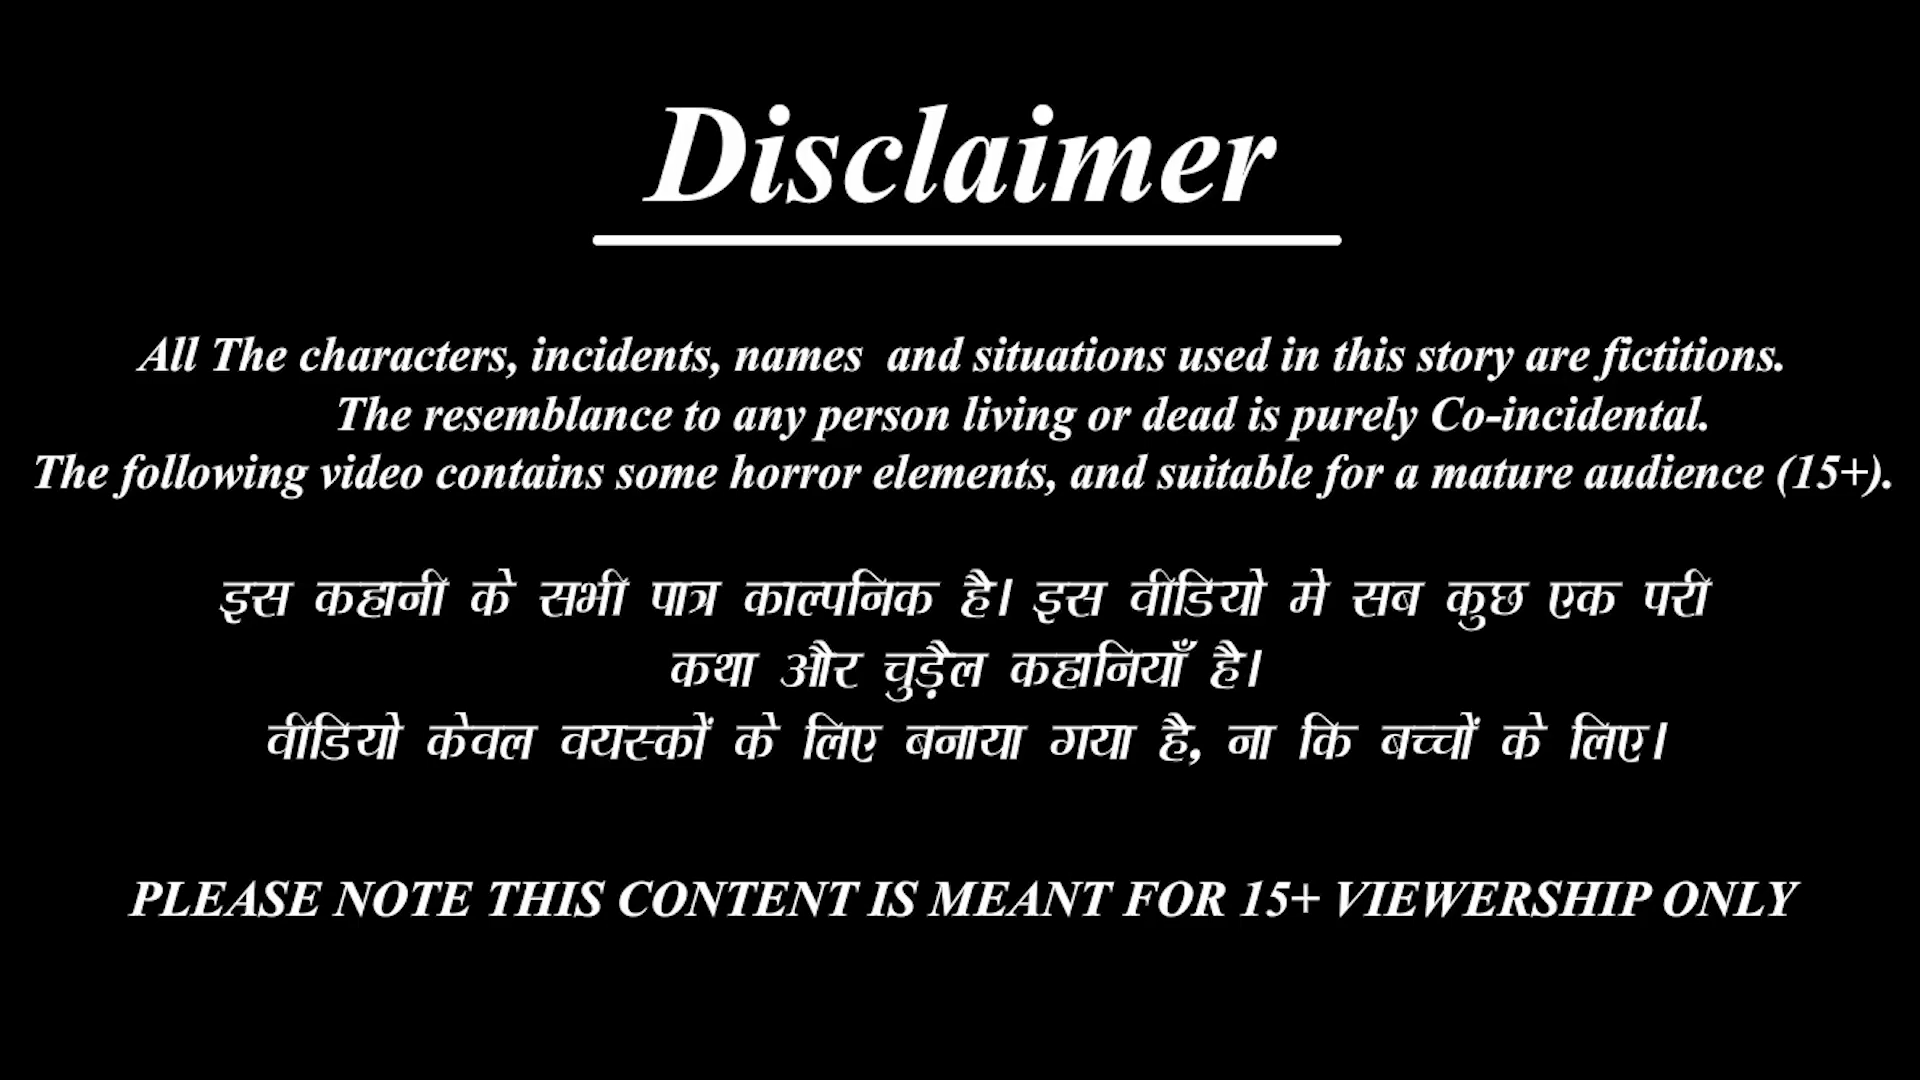 Disclaimer
All The characters, incidents, names and situations used in this story are fictitions.
The resemblance to any person living or dead is purely Co-incidental.
The following video contains some horror elements, and suitable for a mature audience (15+).
इस कहानी के सभी पात्र काल्पनिक है। इस वीडियो मे सब कुछ एक परी
कथा और चुड़ैल कहानियाँ है।
वीडियो केवल वयस्कों के लिए बनाया गया है, ना कि बच्चों के लिए।
PLEASE NOTE THIS CONTENT IS MEANT FOR 15+ VIEWERSHIP ONLY